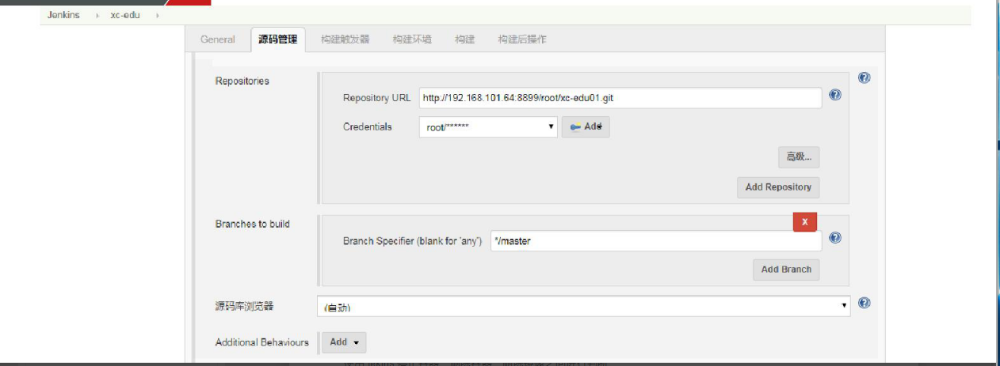 Jenkins › xc-edu ›
General 源码管理 构建触发器 构建环境 构建 构建后操作
Repositories
Repository URL http://192.168.101.64:8899/root/xc-edu01.git
Credentials root/****** Add
高级...
Add Repository
Branches to build
X
Branch Specifier (blank for 'any') */master
Add Branch
源码库浏览器 (自动)
Additional Behaviours Add